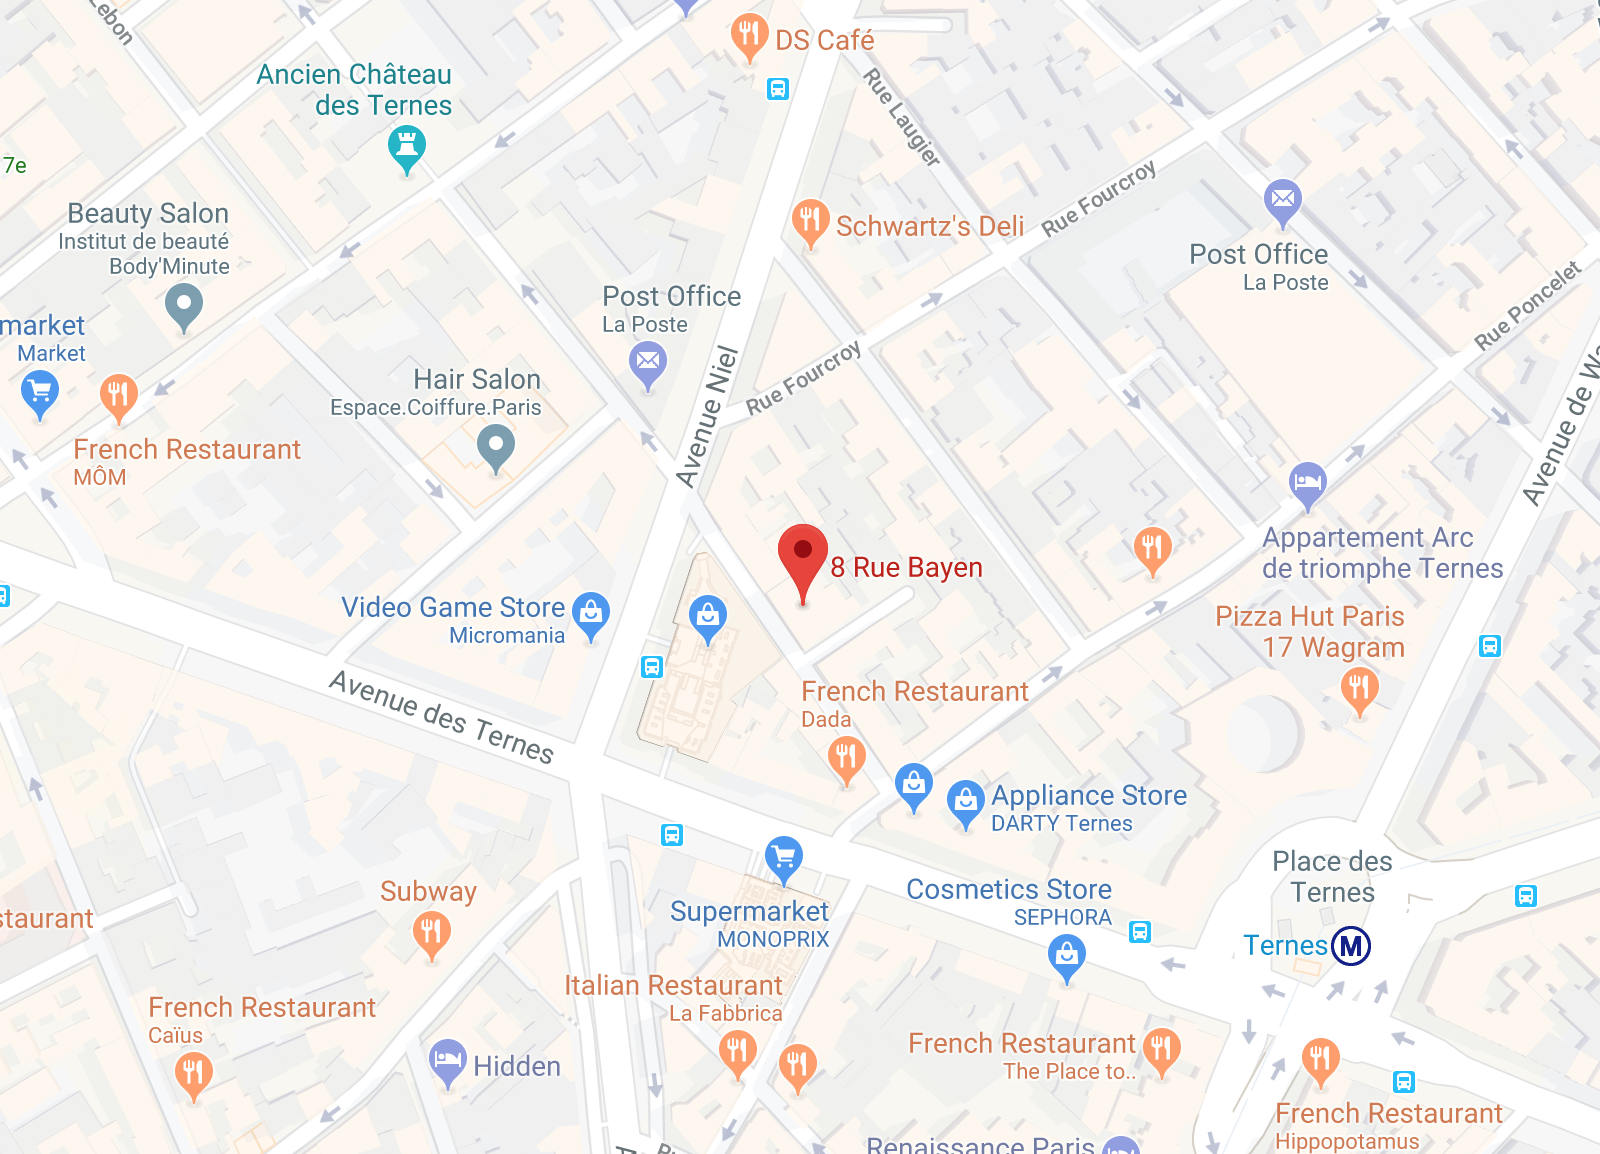 Lebon
DS Café
Ancien Château
des Ternes
Rue Laugier
7e
Rue Fourcroy
Beauty Salon
Institut de beauté
Body'Minute
Schwartz's Deli
Post Office
La Poste
Post Office
La Poste
Rue Poncelet
market
Market
Avenue Niel
Rue Fourcroy
Hair Salon
Espace.Coiffure.Paris
Avenue de
French Restaurant
MÔM
8 Rue Bayen
Appartement Arc
de triomphe Ternes
Video Game Store
Micromania
Pizza Hut Paris
17 Wagram
Avenue des Ternes
French Restaurant
Dada
Appliance Store
DARTY Ternes
Place des
Ternes
Subway
Cosmetics Store
SEPHORA
staurant
Supermarket
MONOPRIX
Ternes M
Italian Restaurant
La Fabbrica
French Restaurant
Caïus
French Restaurant
The Place to..
Hidden
French Restaurant
Hippopotamus
Renaissance Paris